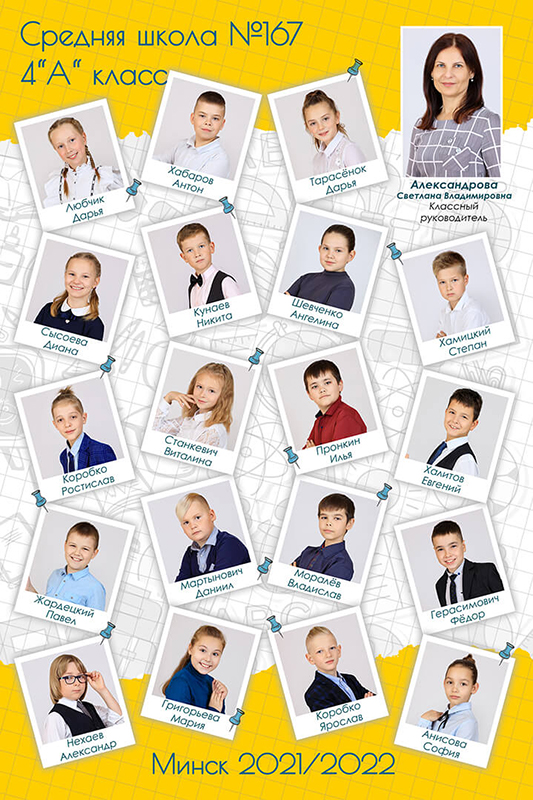 Средняя школа №167
4"А" класс
Любчик
Дарья
Хабаров
Антон
Тарасёнок
Дарья
Александрова
Светлана Владимировна
Классный
руководитель
Сысоева
Диана
Кунаев
Никита
Шевченко
Ангелина
Хамицкий
Степан
Коробко
Ростислав
Станкевич
Виталина
Пронкин
Илья
Халитов
Евгений
Жардецкий
Павел
Мартынович
Даниил
Моралёв
Владислав
Герасимович
Фёдор
Нехаев
Александр
Григорьева
Мария
Коробко
Ярослав
Анисова
София
Минск 2021/2022